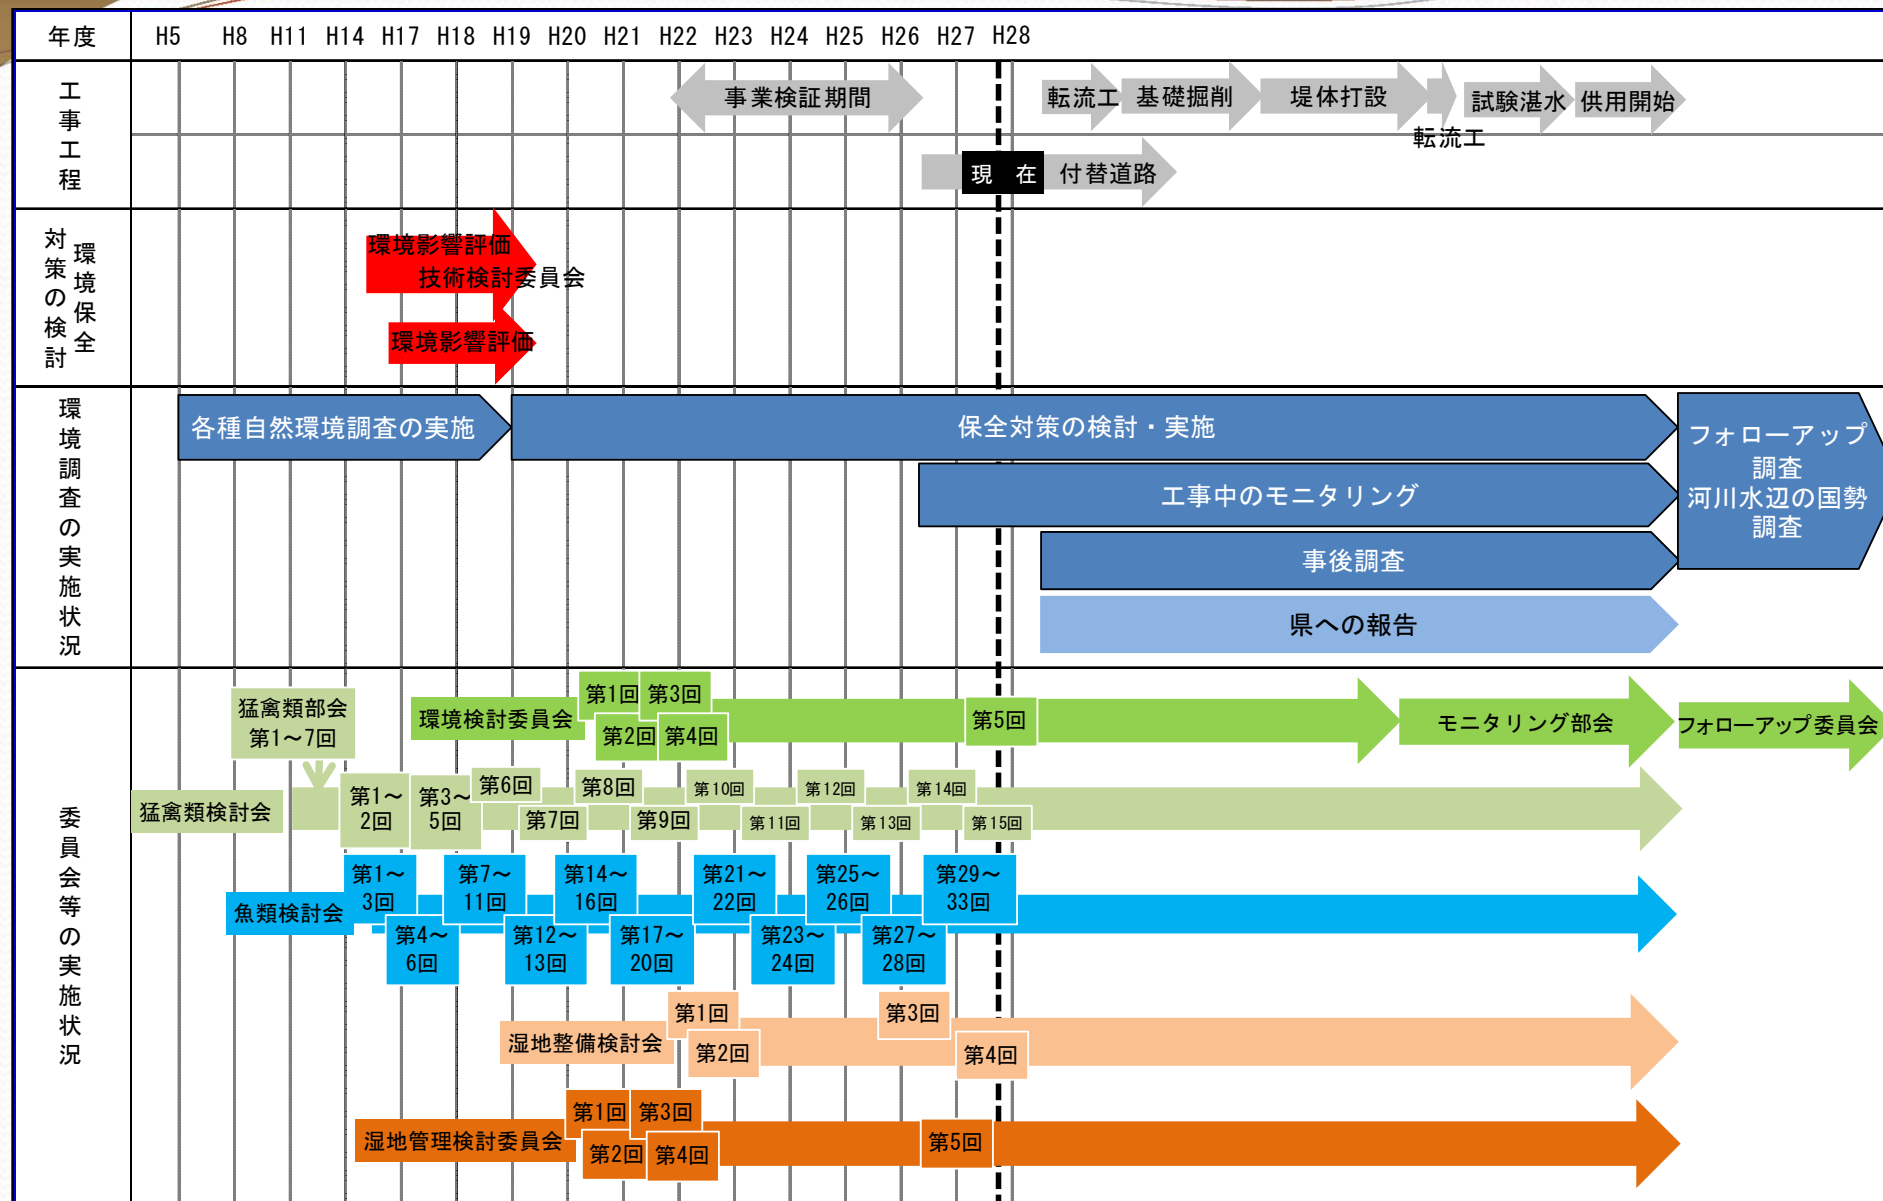 年度 H5 H8 H11 H14 H17 H18 H19 H20 H21 H22 H23 H24 H25 H26 H27 H28
工事工程
事業検証期間
転流工
基礎掘削
堤体打設
転流工
試験湛水
供用開始
現 在
付替道路
環境保全
対策の検討
環境影響評価
技術検討委員会
環境影響評価
環境調査の実施状況
各種自然環境調査の実施
保全対策の検討・実施
工事中のモニタリング
事後調査
県への報告
フォローアップ
調査
河川水辺の国勢
調査
委員会等の実施状況
猛禽類部会
第1～7回
環境検討委員会
第1回
第2回
第3回
第4回
第5回
モニタリング部会
フォローアップ委員会
猛禽類検討会
第1～
2回
第3～
5回
第6回
第7回
第8回
第9回
第10回
第11回
第12回
第13回
第14回
第15回
魚類検討会
第1～
3回
第4～
6回
第7～
11回
第12～
13回
第14～
16回
第17～
20回
第21～
22回
第23～
24回
第25～
26回
第27～
28回
第29～
33回
湿地整備検討会
第1回
第2回
第3回
第4回
湿地管理検討委員会
第1回
第2回
第3回
第4回
第5回